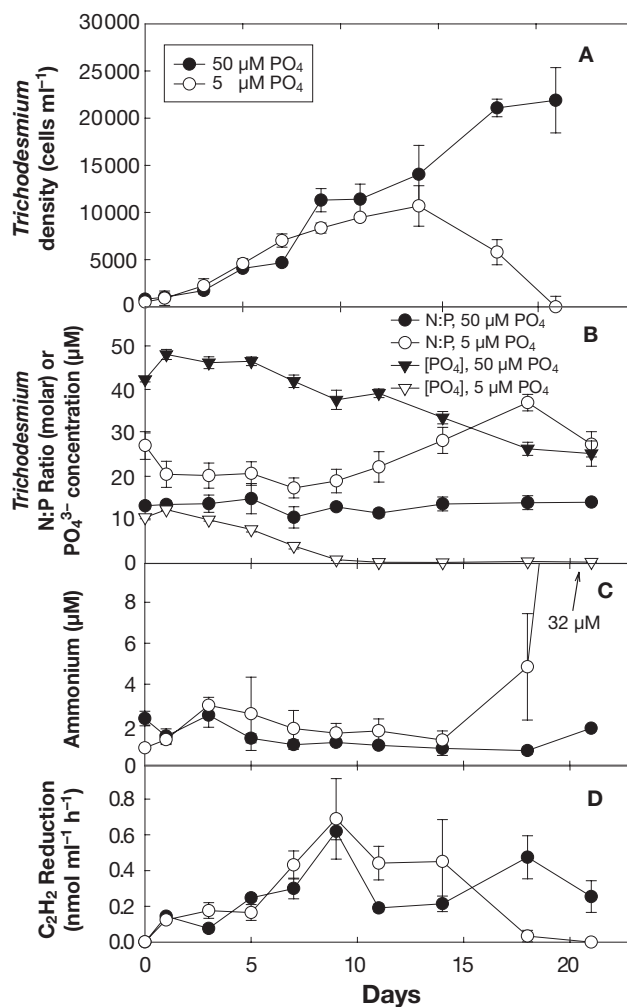 A
50 µM PO₄
5 µM PO₄
Trichodesmium
density (cells ml⁻¹)
30000
25000
20000
15000
10000
5000
0
B
N:P, 50 µM PO₄
N:P, 5 µM PO₄
[PO₄], 50 µM PO₄
[PO₄], 5 µM PO₄
Trichodesmium
N:P Ratio (molar) or
PO₄³⁻ concentration (µM)
50
40
30
20
10
0
C
32 µM
Ammonium (µM)
8
6
4
2
0
D
C₂H₂ Reduction
(nmol ml⁻¹ h⁻¹)
0.8
0.6
0.4
0.2
0.0
0 5 10 15 20
Days